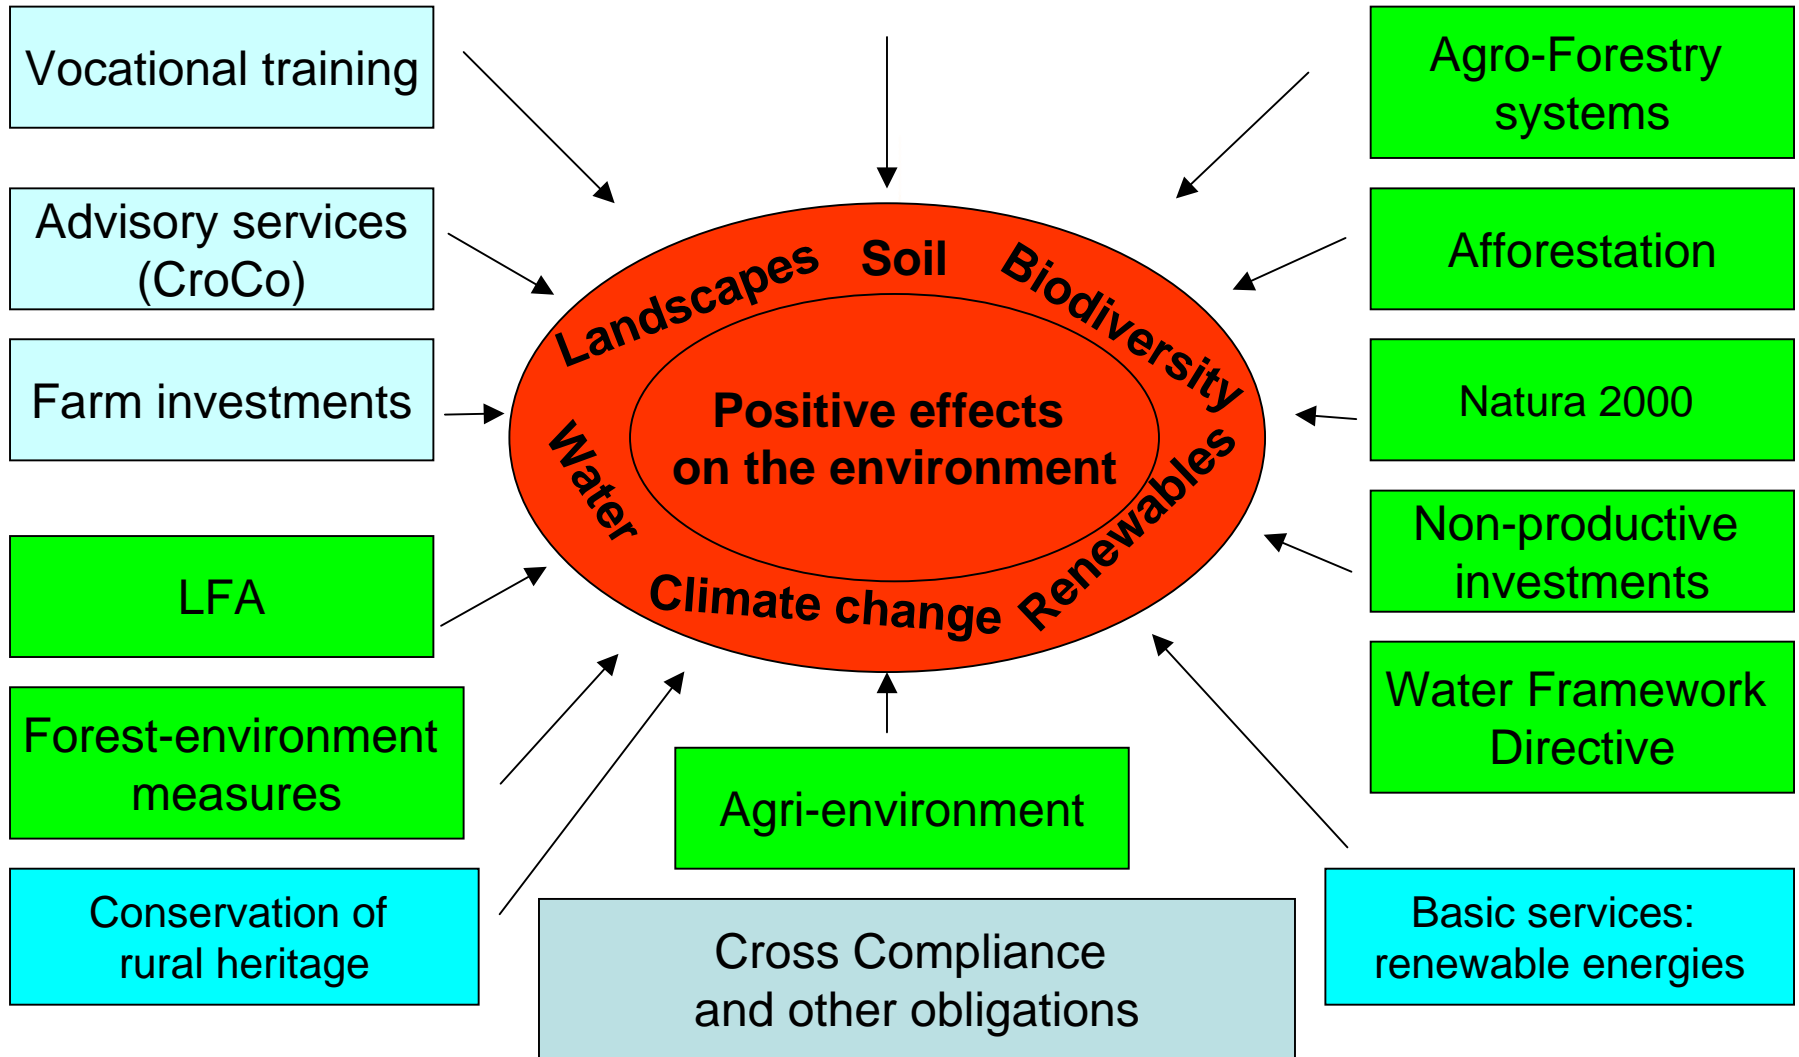 Vocational training
Advisory services
(CroCo)
Farm investments
LFA
Forest-environment
measures
Conservation of
rural heritage
Landscapes
Soil
Biodiversity
Water
Positive effects
on the environment
Renewables
Climate change
Agri-environment
Cross Compliance
and other obligations
Agro-Forestry
systems
Afforestation
Natura 2000
Non-productive
investments
Water Framework
Directive
Basic services:
renewable energies